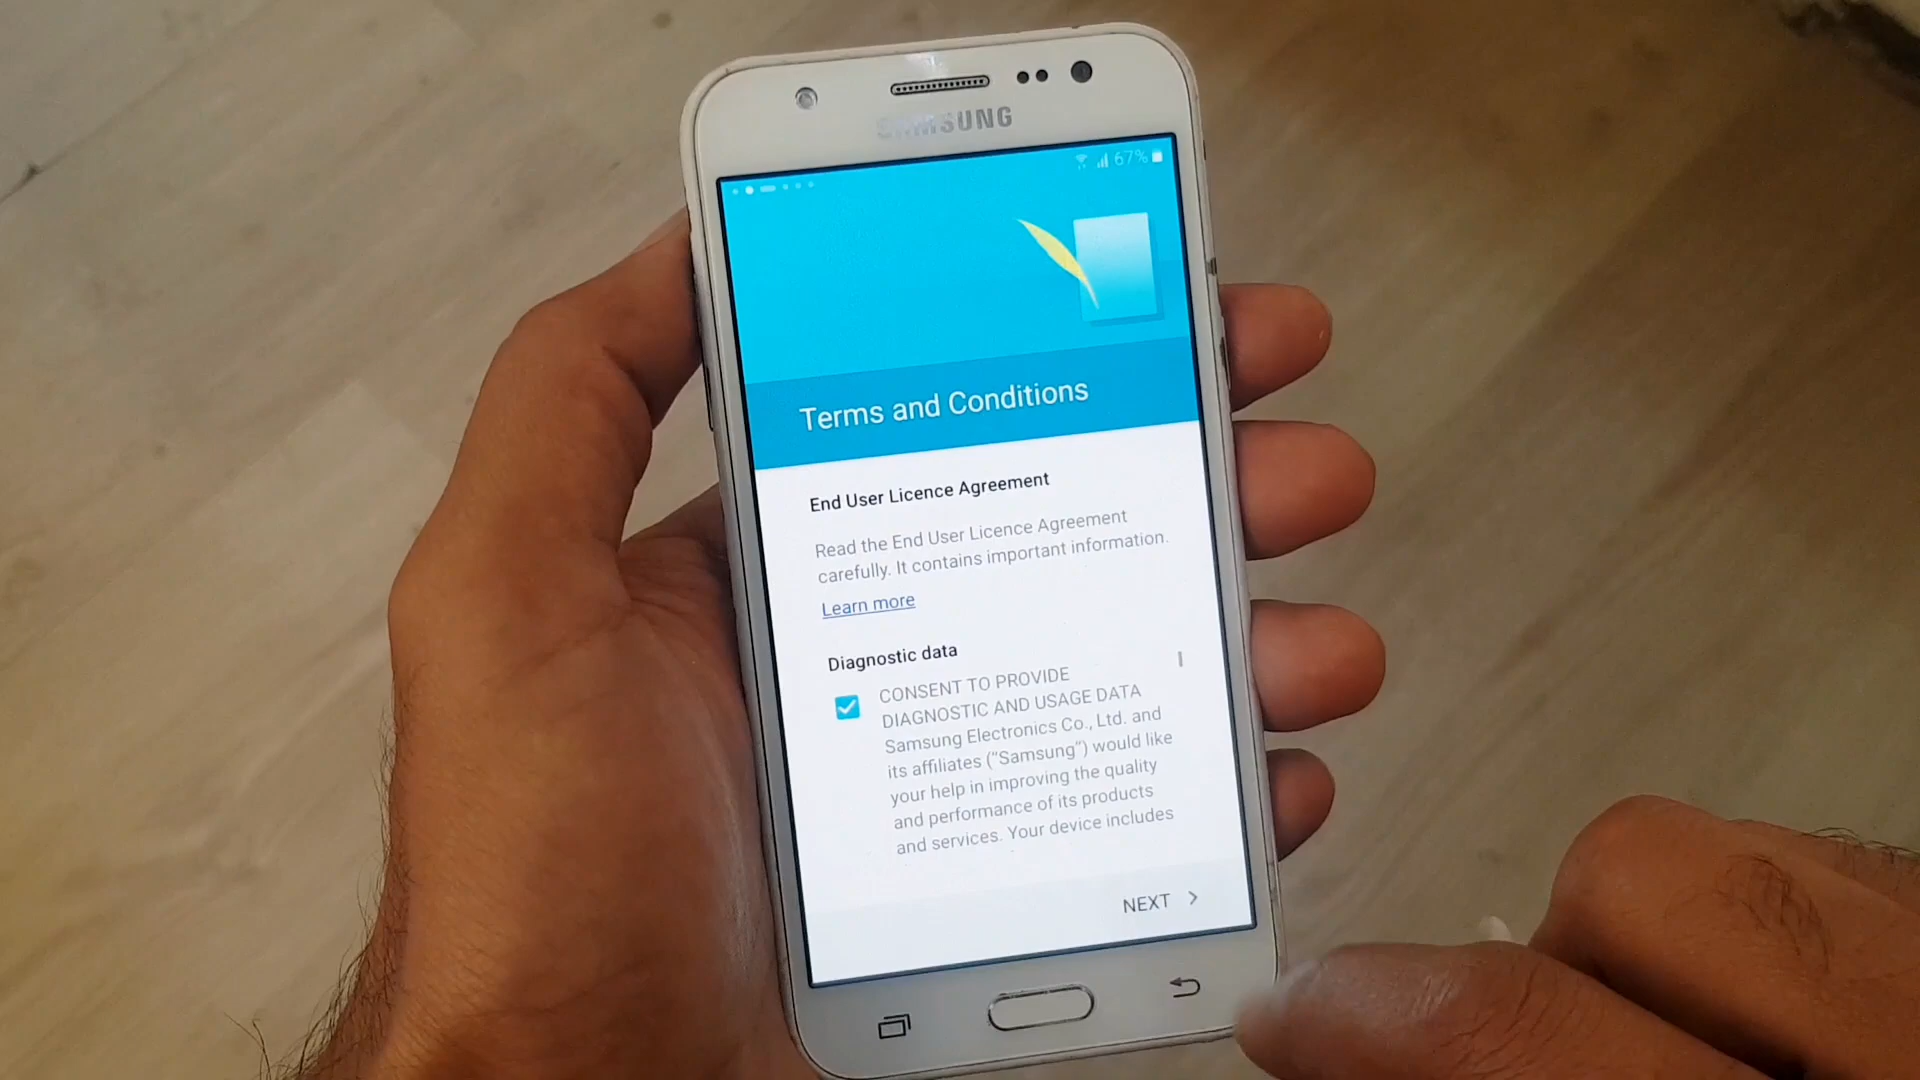 SAMSUNG
67%
Terms and Conditions
End User Licence Agreement
Read the End User Licence Agreement
carefully. It contains important information.
Learn more
Diagnostic data
CONSENT TO PROVIDE
DIAGNOSTIC AND USAGE DATA
Samsung Electronics Co., Ltd. and
its affiliates (“Samsung”) would like
your help in improving the quality
and performance of its products
and services. Your device includes
NEXT